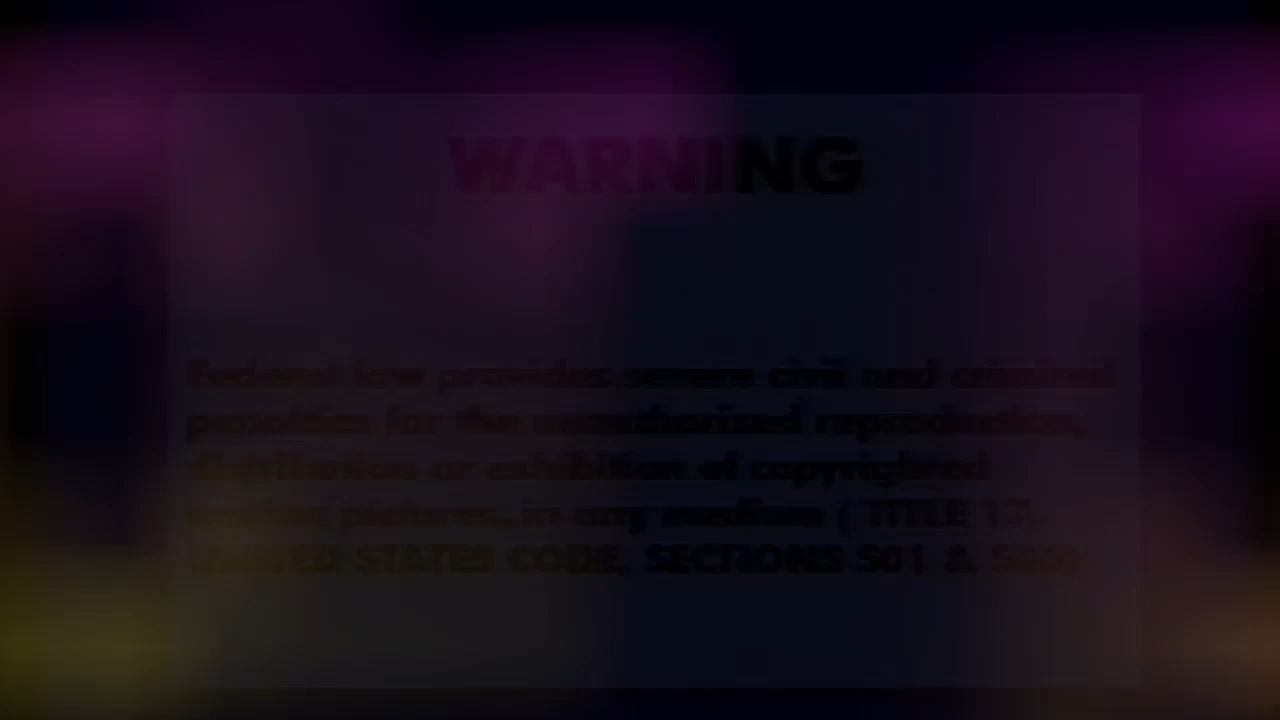 WARNING
Federal law provides severe civil and criminal
penalties for the unauthorized reproduction,
distribution or exhibition of copyrighted
motion pictures, in any medium ( TITLE 17,
UNITED STATES CODE, SECTIONS 501 & 506)